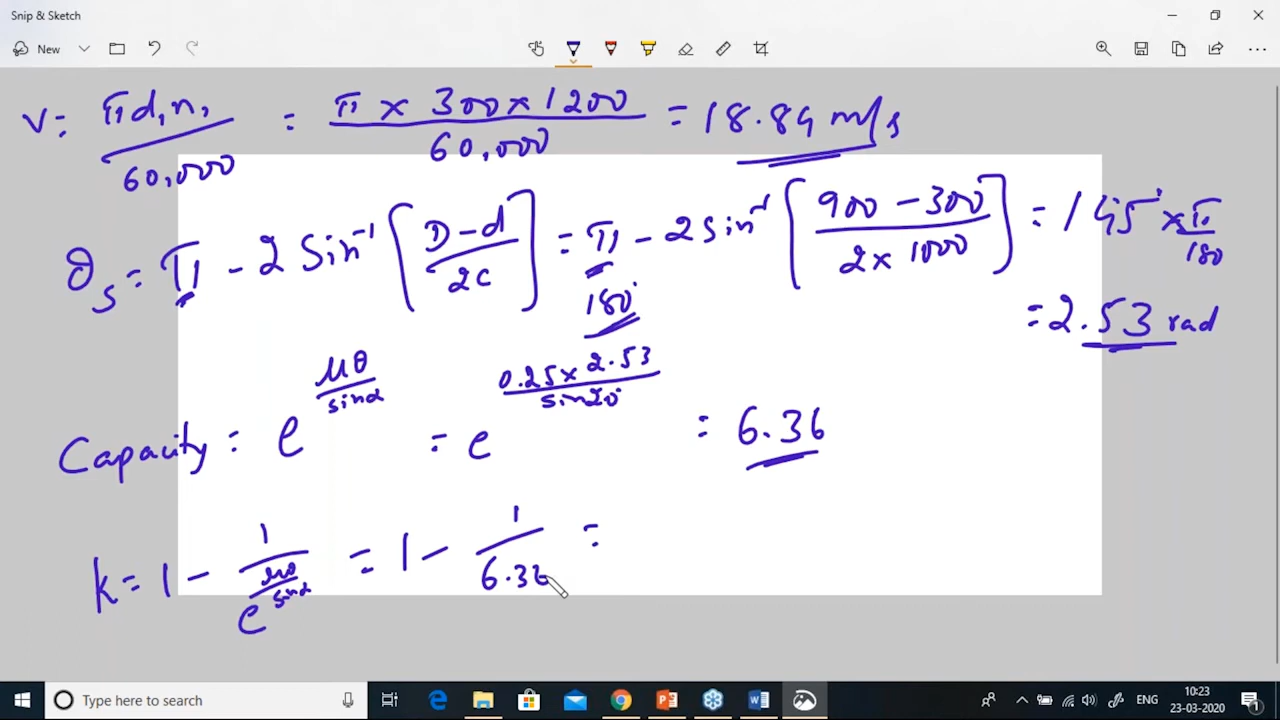 Snip & Sketch
New
V = πd₁n₁ / 60,000 = π × 300 × 1200 / 60,000 = 18.84 m/s
θs = π - 2 Sin⁻¹ [ D - d / 2C ] = π - 2 Sin⁻¹ [ 900 - 300 / 2 × 1000 ] = 145° × π / 180
180°
= 2.53 rad
Capacity = e^(μθ / sinα) = e^(0.25 × 2.53 / sin20°) = 6.36
k = 1 - 1 / e^(μθ / sinα) = 1 - 1 / 6.36 =
Type here to search
ENG
10:23
23-03-2020